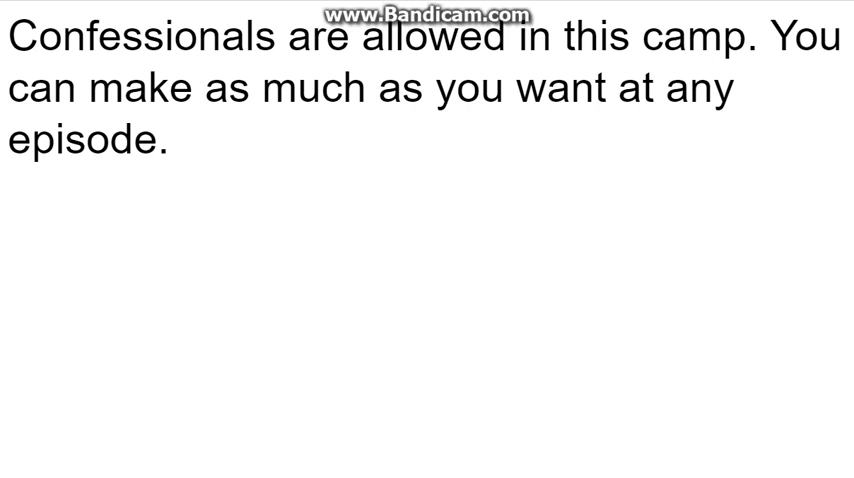 www.Bandicam.com
Confessionals are allowed in this camp. You
can make as much as you want at any
episode.